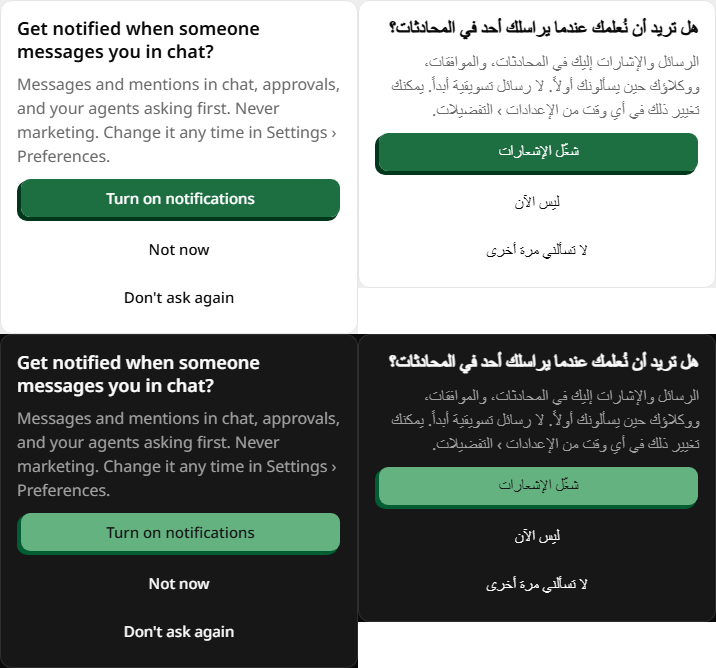 Get notified when someone
messages you in chat?
Messages and mentions in chat, approvals,
and your agents asking first. Never
marketing. Change it any time in Settings ›
Preferences.
Turn on notifications
Not now
Don't ask again
هل تريد أن نُعلمك عندما يراسلك أحد في المحادثات؟
الرسائل والإشارات إليك في المحادثات، والموافقات،
ووكلاؤك حين يسألونك أولاً. لا رسائل تسويقية أبداً. يمكنك
تغيير ذلك في أي وقت من الإعدادات › التفضيلات.
شغّل الإشعارات
ليس الآن
لا تسألني مرة أخرى
Get notified when someone
messages you in chat?
Messages and mentions in chat, approvals,
and your agents asking first. Never
marketing. Change it any time in Settings ›
Preferences.
Turn on notifications
Not now
Don't ask again
هل تريد أن نُعلمك عندما يراسلك أحد في المحادثات؟
الرسائل والإشارات إليك في المحادثات، والموافقات،
ووكلاؤك حين يسألونك أولاً. لا رسائل تسويقية أبداً. يمكنك
تغيير ذلك في أي وقت من الإعدادات › التفضيلات.
شغّل الإشعارات
ليس الآن
لا تسألني مرة أخرى